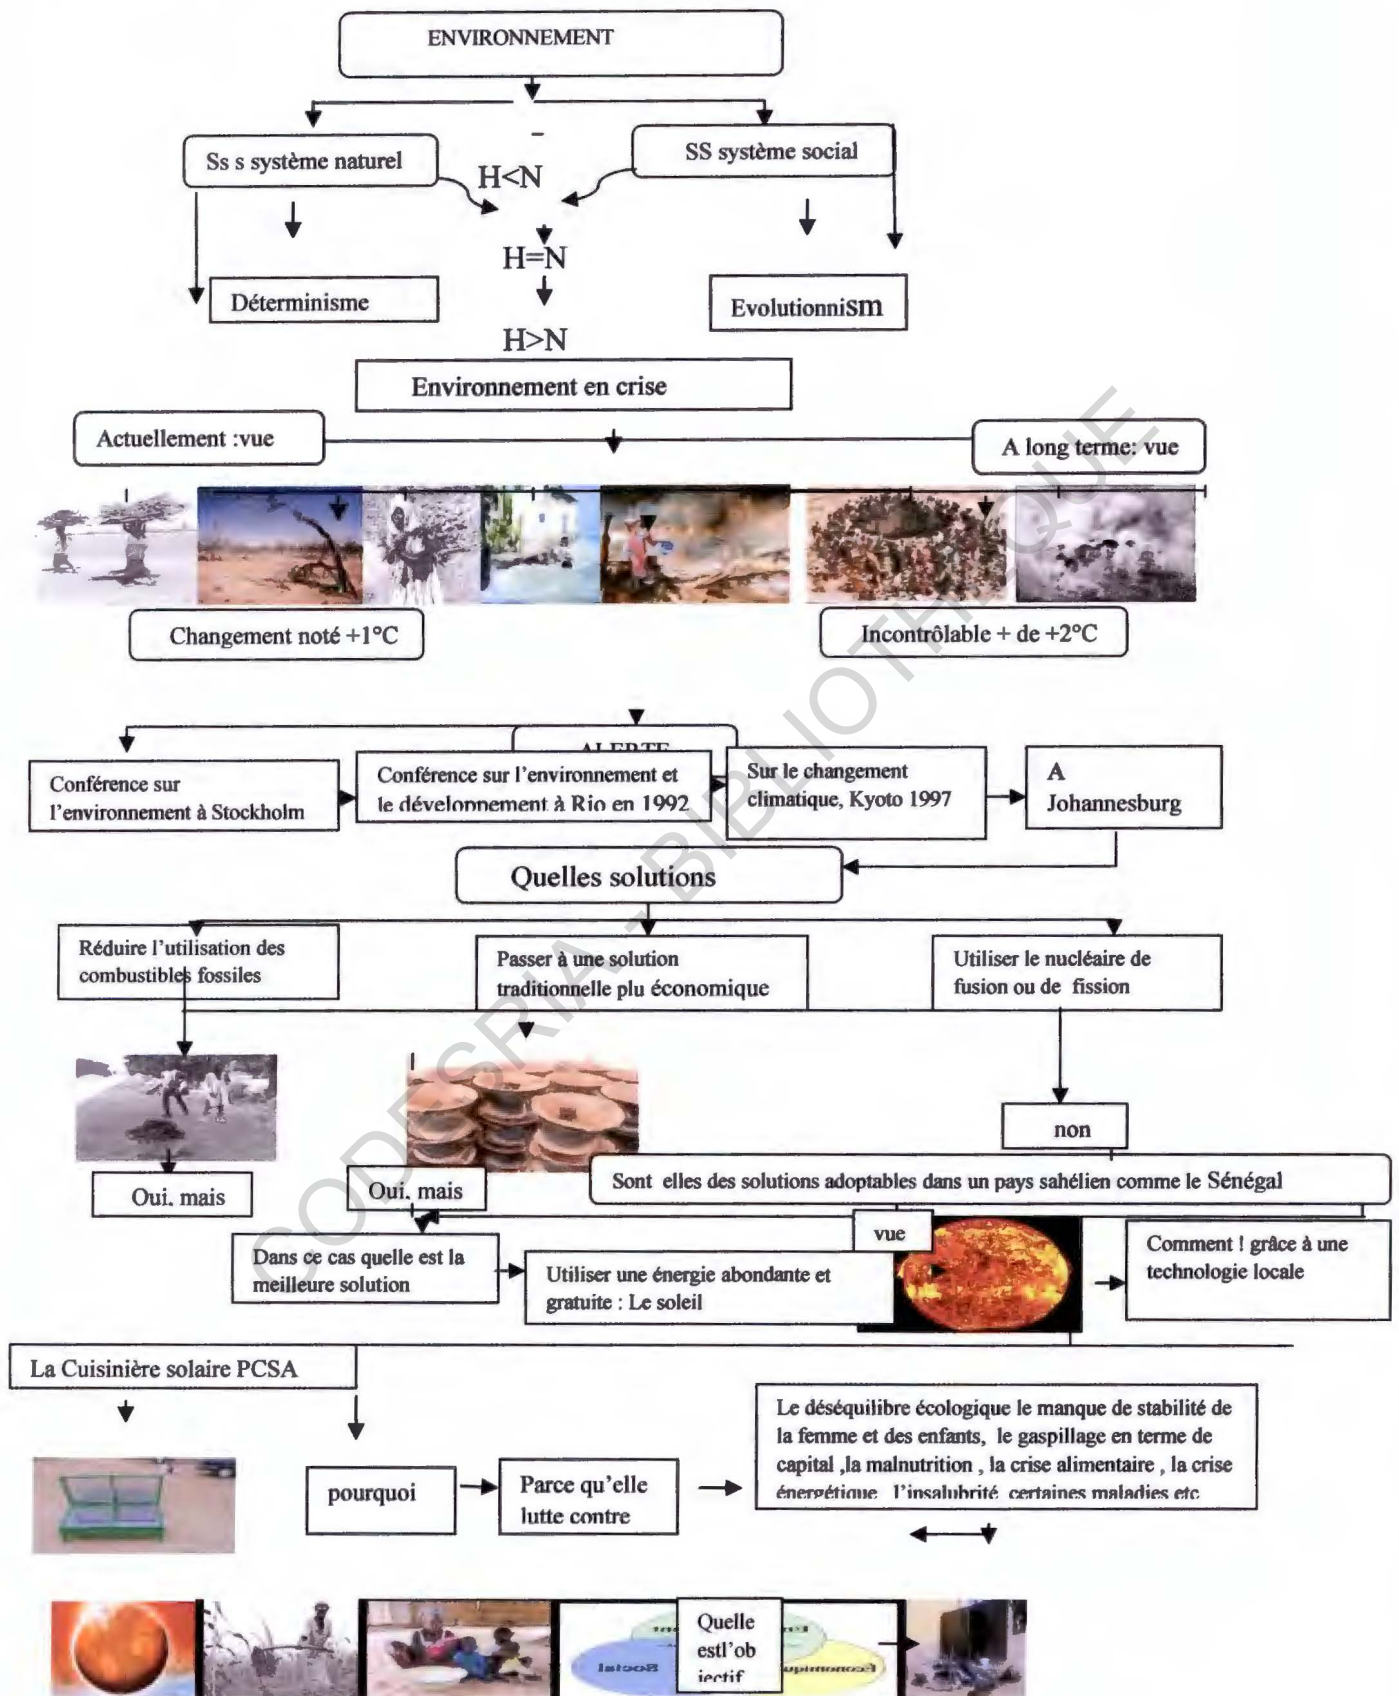 ENVIRONNEMENT
Ss s système naturel
SS système social
H<N
H=N
Déterminisme
Evolutionnism
H>N
Environnement en crise
Actuellement :vue
A long terme: vue
Changement noté +1°C
Incontrôlable + de +2°C
ALERTE
Conférence sur
l'environnement à Stockholm
Conférence sur l'environnement et
le développement à Rio en 1992
Sur le changement
climatique, Kyoto 1997
A
Johannesburg
Quelles solutions
Réduire l'utilisation des
combustibles fossiles
Passer à une solution
traditionnelle plu économique
Utiliser le nucléaire de
fusion ou de fission
non
Oui, mais
Oui, mais
Sont elles des solutions adoptables dans un pays sahélien comme le Sénégal
vue
Dans ce cas quelle est la
meilleure solution
Utiliser une énergie abondante et
gratuite : Le soleil
Comment ! grâce à une
technologie locale
La Cuisinière solaire PCSA
pourquoi
Parce qu'elle
lutte contre
Le déséquilibre écologique le manque de stabilité de
la femme et des enfants, le gaspillage en terme de
capital ,la malnutrition , la crise alimentaire , la crise
énergétique l'insalubrité certaines maladies etc
Social
Quelle
estl'ob
jectif
CODESRIA - BIBLIOTHEQUE